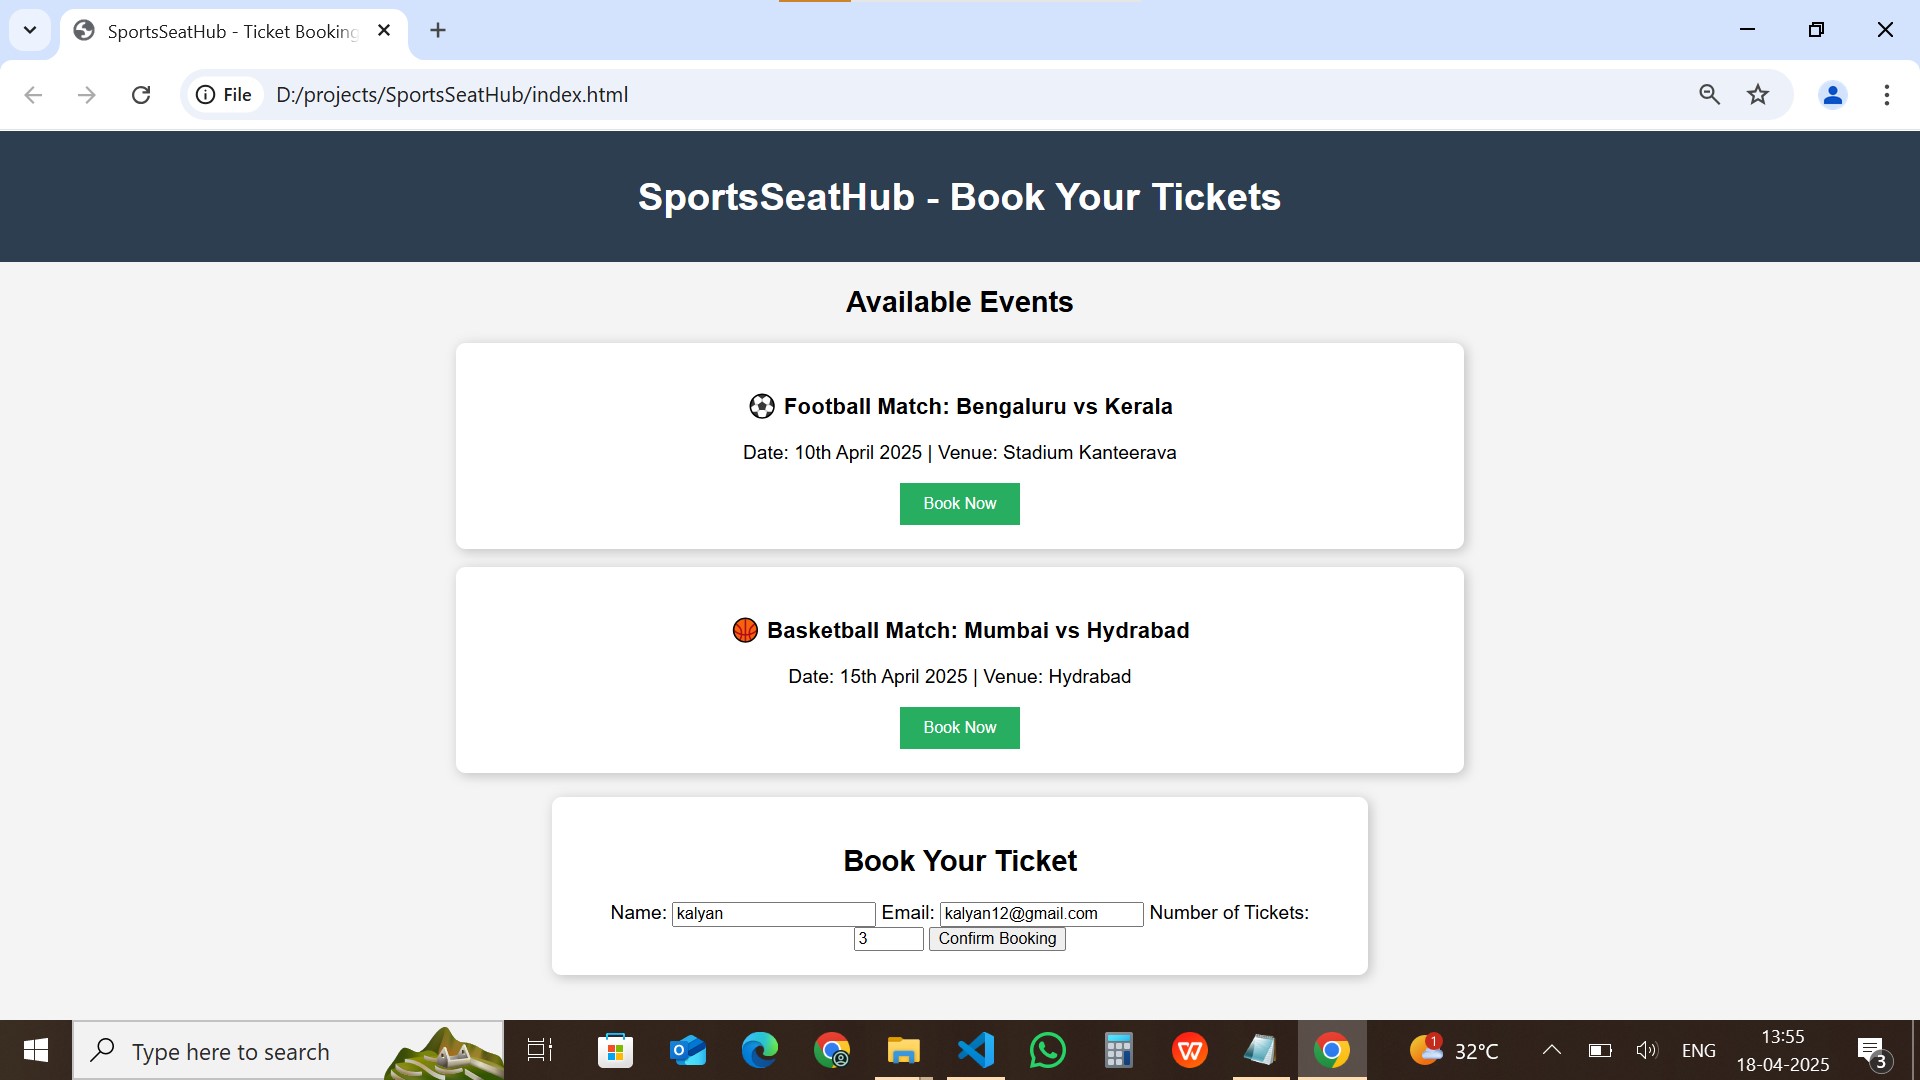 SportsSeatHub - Ticket Booking
File D:/projects/SportsSeatHub/index.html
SportsSeatHub - Book Your Tickets
Available Events
Football Match: Bengaluru vs Kerala
Date: 10th April 2025 | Venue: Stadium Kanteerava
Book Now
Basketball Match: Mumbai vs Hydrabad
Date: 15th April 2025 | Venue: Hydrabad
Book Now
Book Your Ticket
Name: kalyan Email: kalyan12@gmail.com Number of Tickets:
3 Confirm Booking
Type here to search
1 32°C ENG 13:55
18-04-2025 3